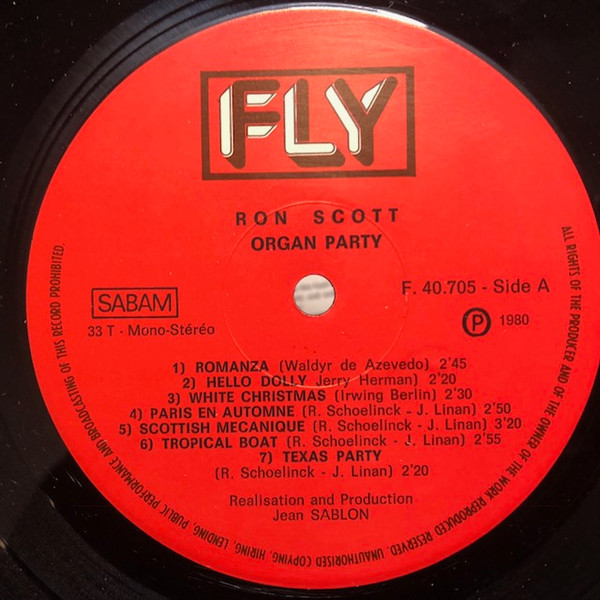 FLY
RON SCOTT
ORGAN PARTY
SABAM
33 T - Mono-Stéréo
F. 40.705 - Side A
P 1980
1) ROMANZA (Waldyr de Azevedo) 2'45
2) HELLO DOLLY Jerry Herman) 2'20
3) WHITE CHRISTMAS (Irwing Berlin) 2'30
4) PARIS EN AUTOMNE (R. Schoelinck - J. Linan) 2'50
5) SCOTTISH MECANIQUE (R. Schoelinck - J. Linan) 3'20
6) TROPICAL BOAT (R. Schoelinck - J. Linan) 2'55
7) TEXAS PARTY
(R. Schoelinck - J. Linan) 2'20
Realisation and Production
Jean SABLON
ALL RIGHTS OF THE PRODUCER AND OF THE OWNER OF THE WORK REPRODUCED RESERVED. UNAUTHORISED COPYING, HIRING, LENDING, PUBLIC PERFORMANCE AND BROADCASTING OF THIS RECORD PROHIBITED.